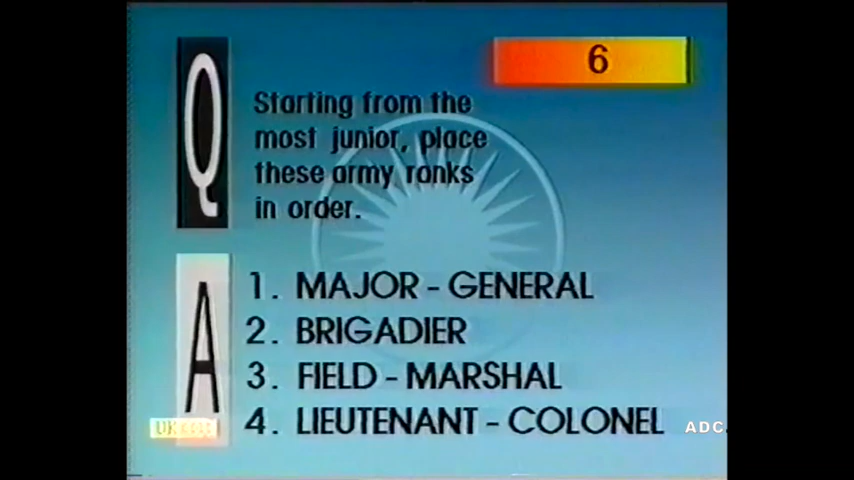 Q
6
Starting from the
most junior, place
these army ranks
in order.
A
1. MAJOR - GENERAL
2. BRIGADIER
3. FIELD - MARSHAL
4. LIEUTENANT - COLONEL
ADC.